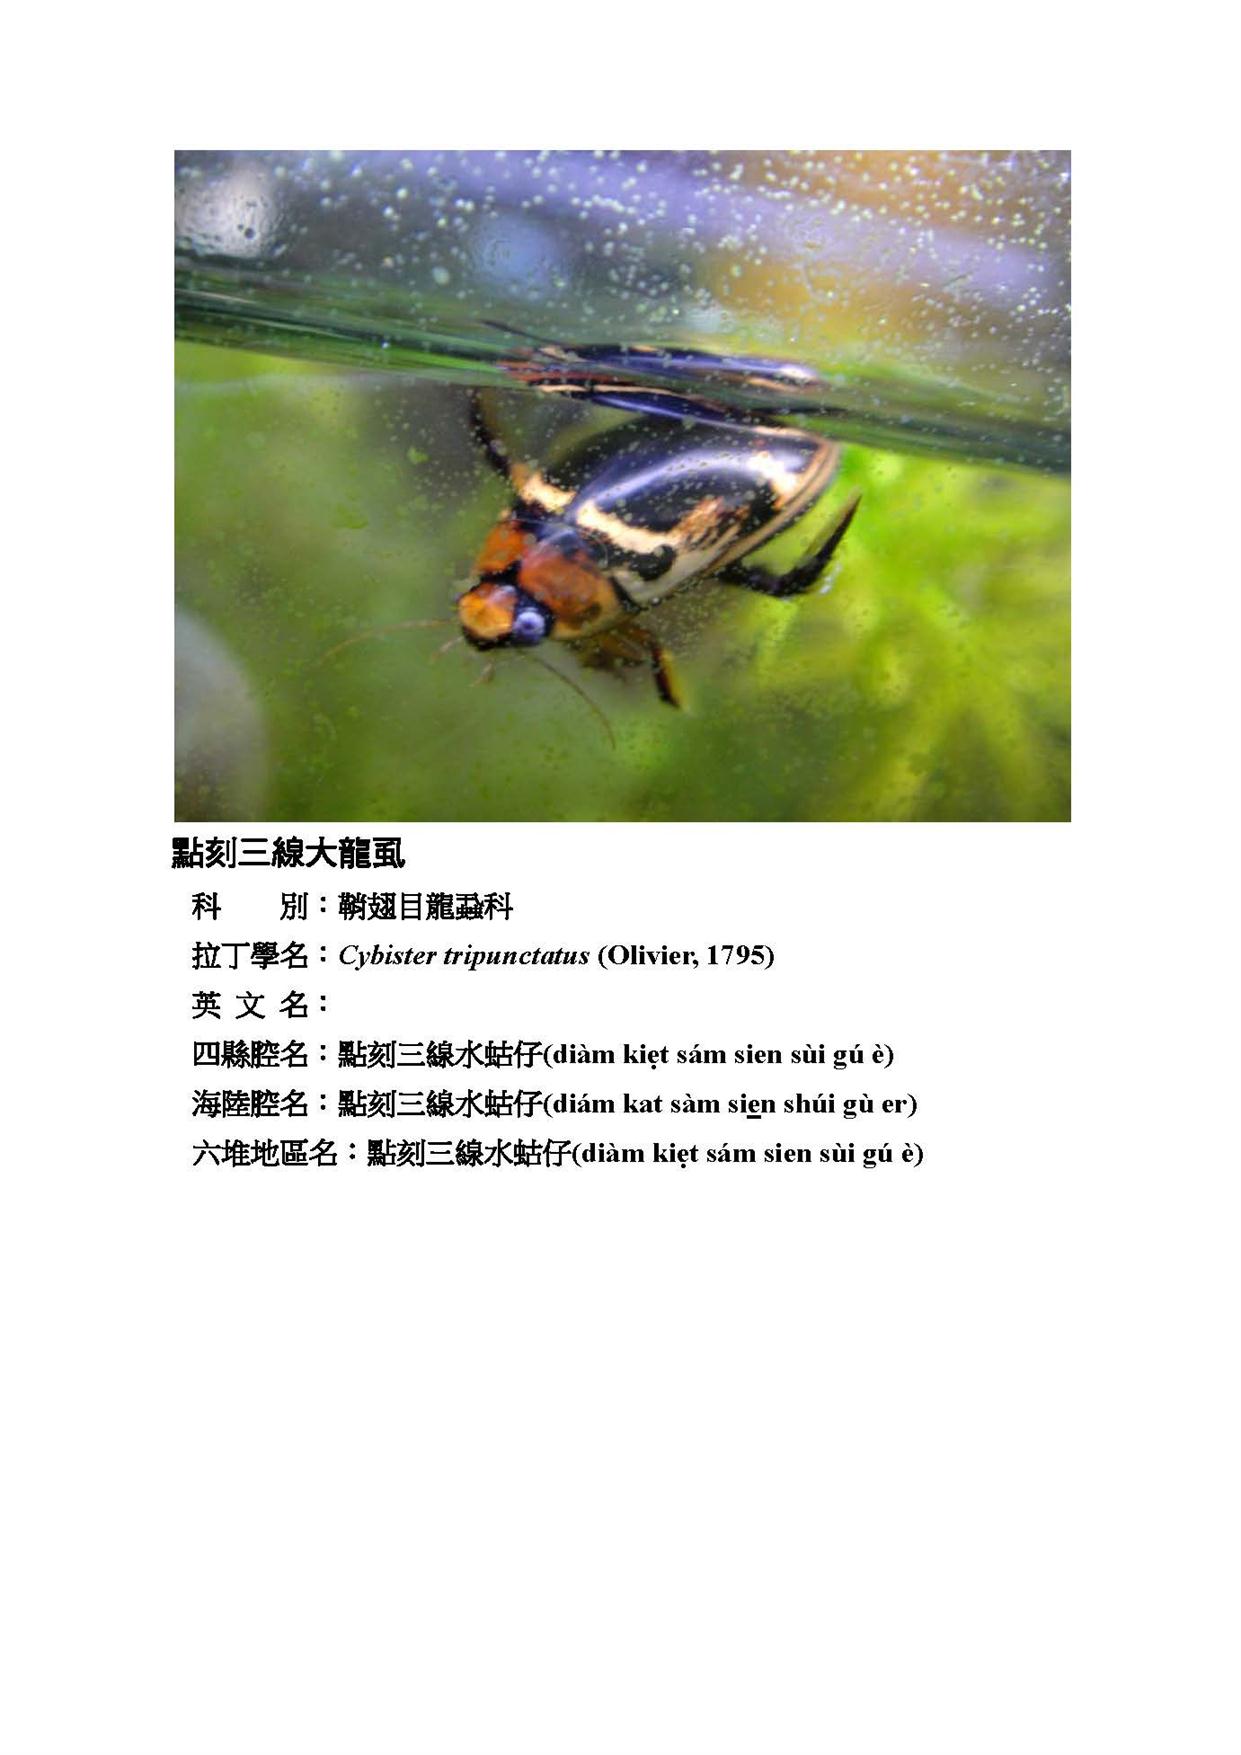 點刻三線大龍虱
科　　別：鞘翅目龍蝨科
拉丁學名：Cybister tripunctatus (Olivier, 1795)
英 文 名：
四縣腔名：點刻三線水蛄仔(diàm kiẹt sám sien sùi gú è)
海陸腔名：點刻三線水蛄仔(diám kat sàm si<u>e</u>n shúi gù er)
六堆地區名：點刻三線水蛄仔(diàm kiẹt sám sien sùi gú è)